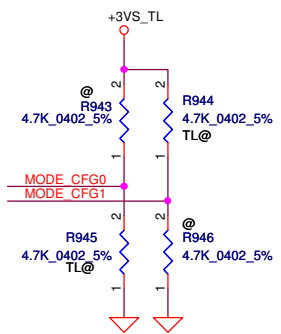 +3VS_TL
2
2
@
R943
4.7K_0402_5%
R944
4.7K_0402_5%
TL@
1
1
MODE_CFG0
MODE_CFG1
2
2
@
R945
4.7K_0402_5%
TL@
R946
4.7K_0402_5%
1
1